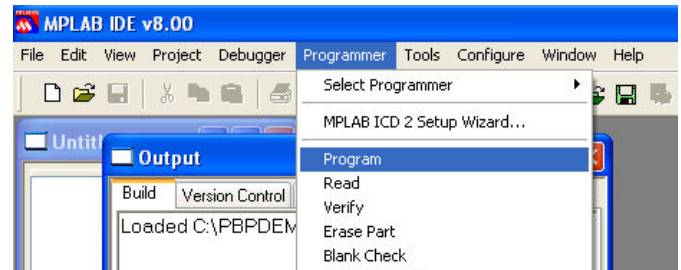 MPLAB IDE v8.00
File Edit View Project Debugger Programmer Tools Configure Window Help
Select Programmer
MPLAB ICD 2 Setup Wizard...
Program
Read
Verify
Erase Part
Blank Check
Output
Build Version Control
Loaded C:\PBPDEM